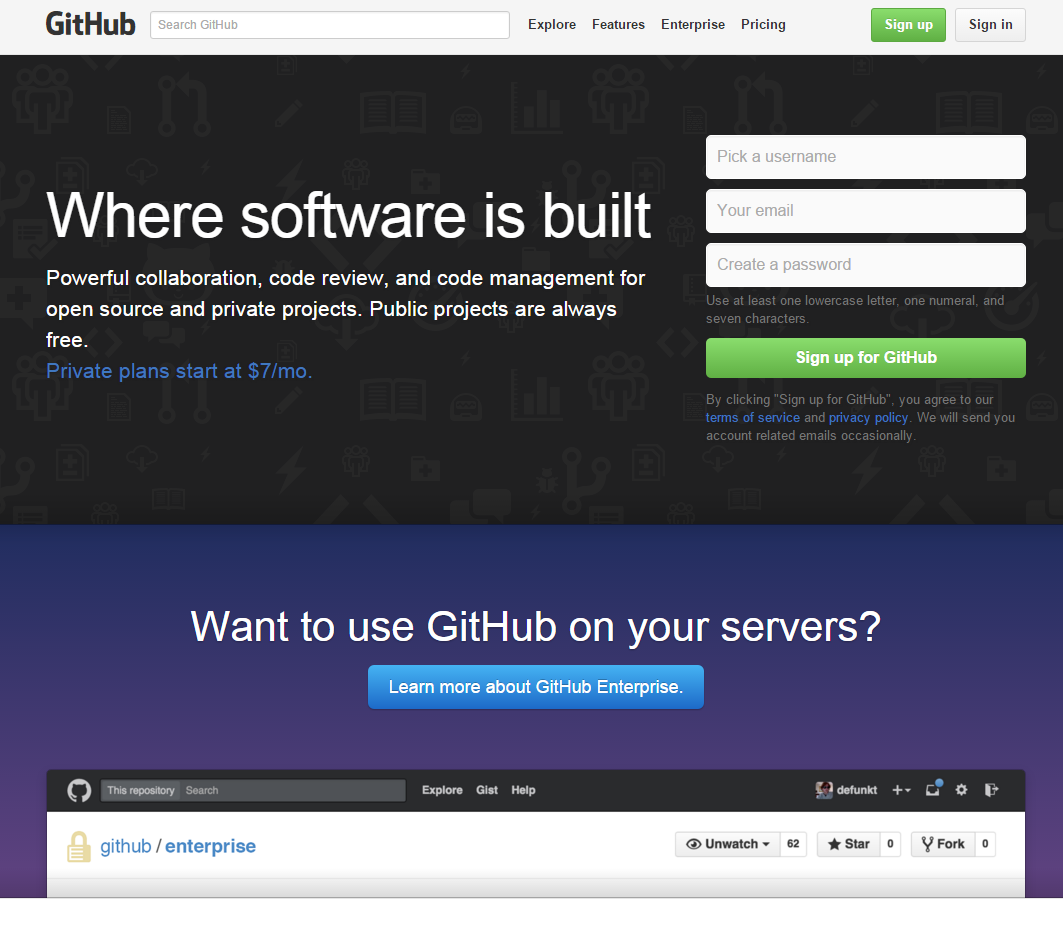 GitHub Search GitHub Explore Features Enterprise Pricing Sign up Sign in
Where software is built
Powerful collaboration, code review, and code management for
open source and private projects. Public projects are always
free.
Private plans start at $7/mo.
Pick a username
Your email
Create a password
Use at least one lowercase letter, one numeral, and
seven characters.
Sign up for GitHub
By clicking "Sign up for GitHub", you agree to our
terms of service and privacy policy. We will send you
account related emails occasionally.
Want to use GitHub on your servers?
Learn more about GitHub Enterprise.
This repository Search Explore Gist Help defunkt
github / enterprise Unwatch 62 Star 0 Fork 0